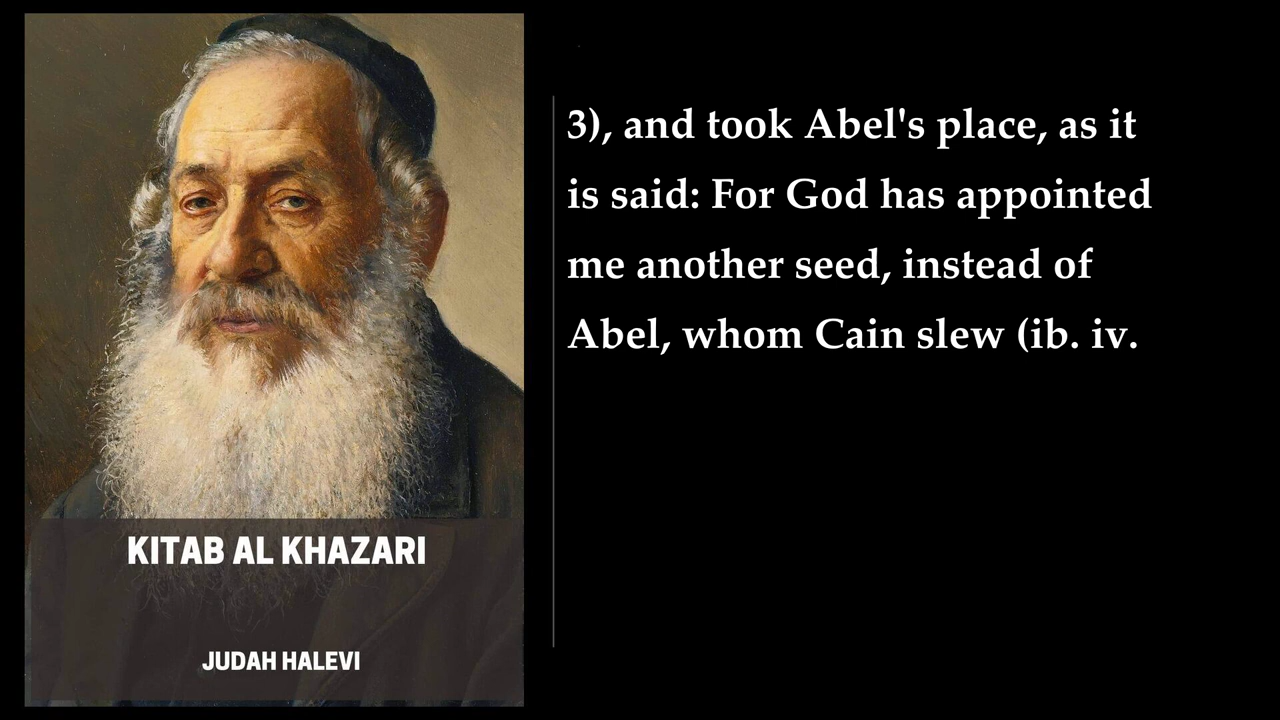 KITAB AL KHAZARI
JUDAH HALEVI
3), and took Abel's place, as it
is said: For God has appointed
me another seed, instead of
Abel, whom Cain slew (ib. iv.